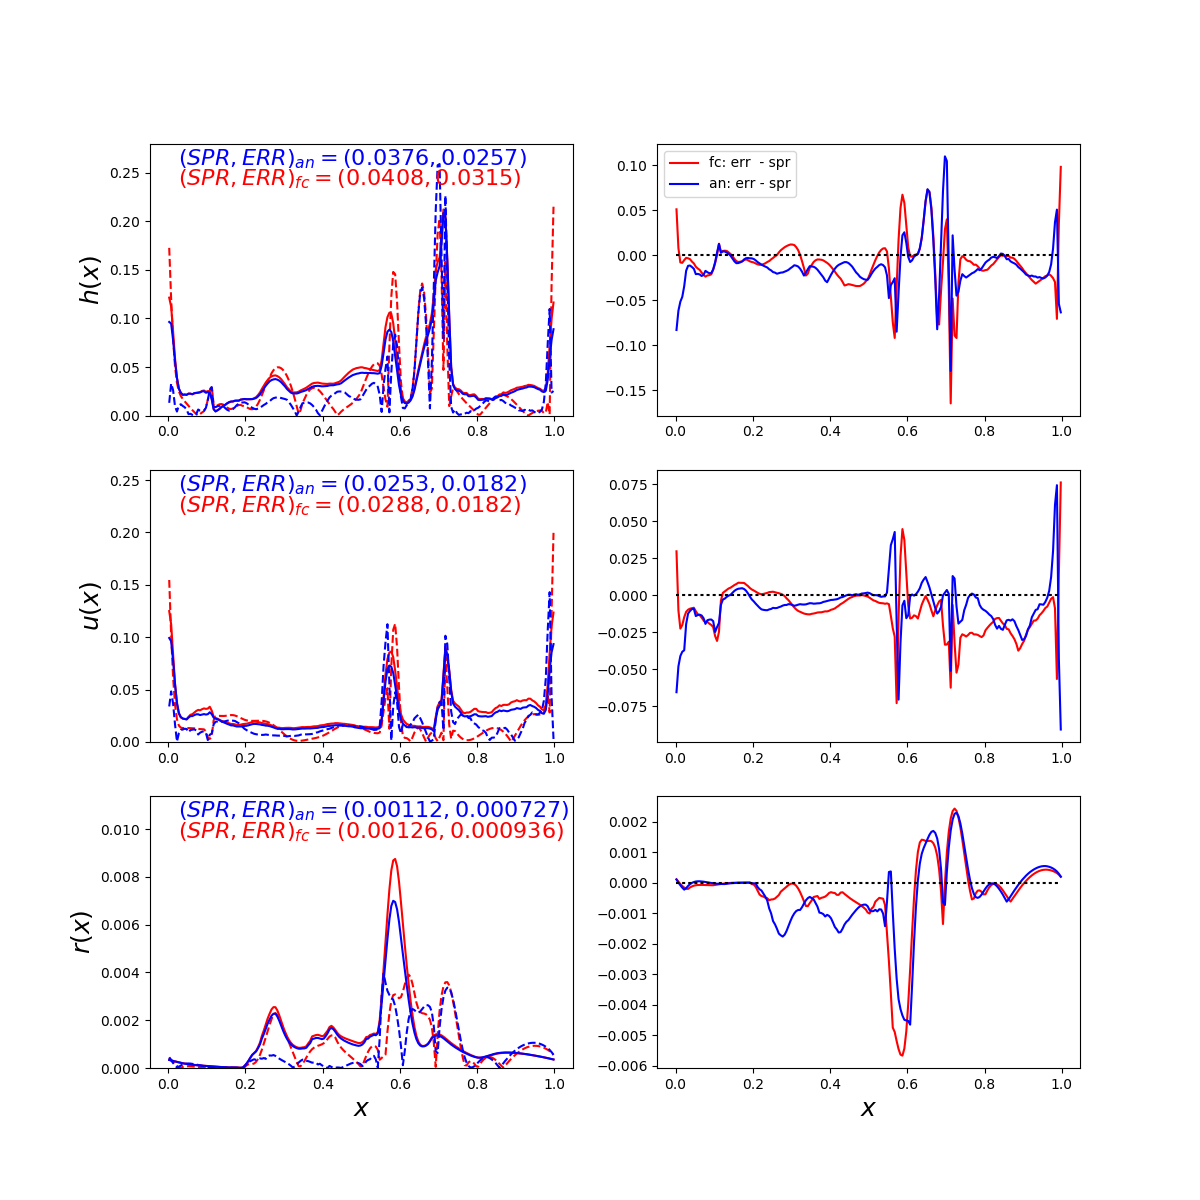 (SPR, ERR)an = (0.0376, 0.0257)
(SPR, ERR)fc = (0.0408, 0.0315)
h(x)
0.25
0.20
0.15
0.10
0.05
0.00
0.0 0.2 0.4 0.6 0.8 1.0
fc: err - spr
an: err - spr
0.10
0.05
0.00
−0.05
−0.10
−0.15
0.0 0.2 0.4 0.6 0.8 1.0
(SPR, ERR)an = (0.0253, 0.0182)
(SPR, ERR)fc = (0.0288, 0.0182)
u(x)
0.25
0.20
0.15
0.10
0.05
0.00
0.0 0.2 0.4 0.6 0.8 1.0
0.075
0.050
0.025
0.000
−0.025
−0.050
−0.075
0.0 0.2 0.4 0.6 0.8 1.0
(SPR, ERR)an = (0.00112, 0.000727)
(SPR, ERR)fc = (0.00126, 0.000936)
r(x)
0.010
0.008
0.006
0.004
0.002
0.000
0.0 0.2 0.4 0.6 0.8 1.0
x
0.002
0.001
0.000
−0.001
−0.002
−0.003
−0.004
−0.005
−0.006
0.0 0.2 0.4 0.6 0.8 1.0
x